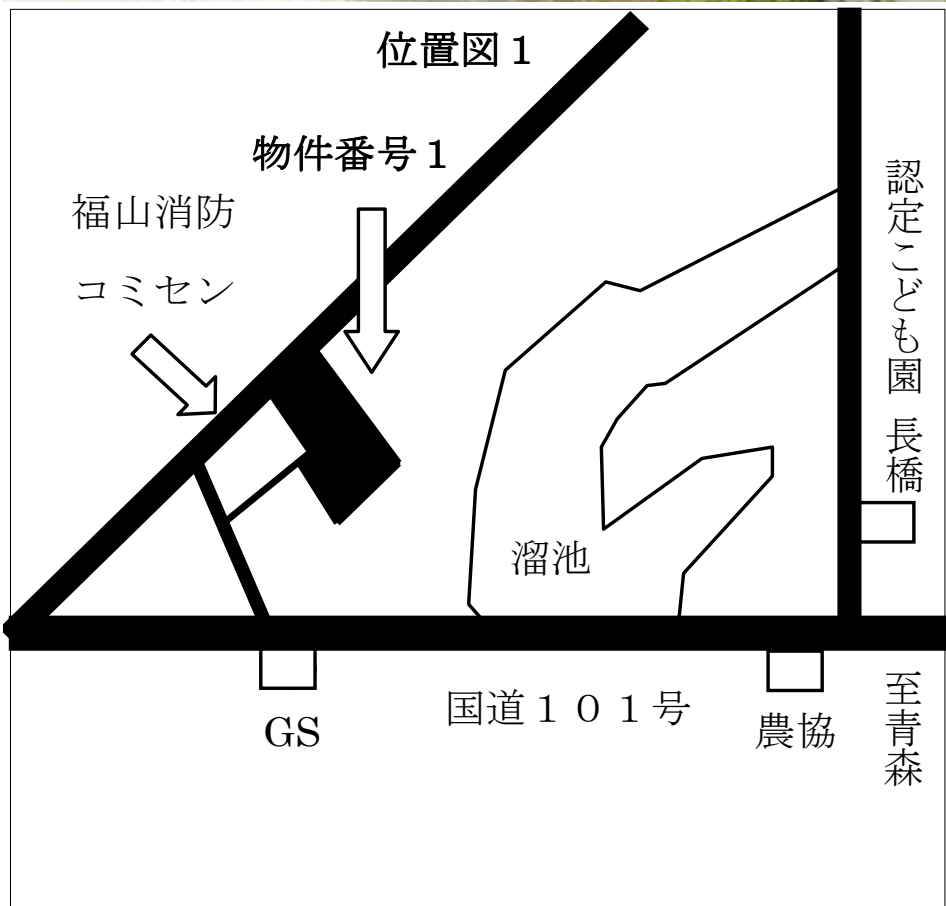 位置図１
物件番号１
福山消防
コミセン
認定こども園 長橋
溜池
国道１０１号
至青森
GS
農協